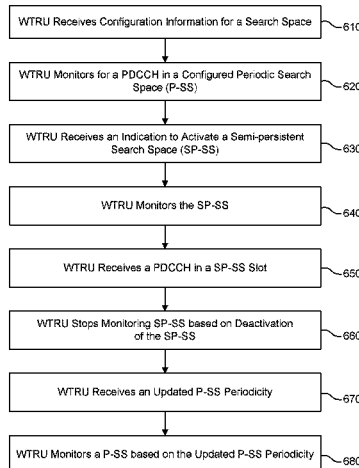 WTRU Receives Configuration Information for a Search Space
610
WTRU Monitors for a PDCCH in a Configured Periodic Search
Space (P-SS)
620
WTRU Receives an Indication to Activate a Semi-persistent
Search Space (SP-SS)
630
WTRU Monitors the SP-SS
640
WTRU Receives a PDCCH in a SP-SS Slot
650
WTRU Stops Monitoring SP-SS based on Deactivation
of the SP-SS
660
WTRU Receives an Updated P-SS Periodicity
670
WTRU Monitors a P-SS based on the Updated P-SS Periodicity
680